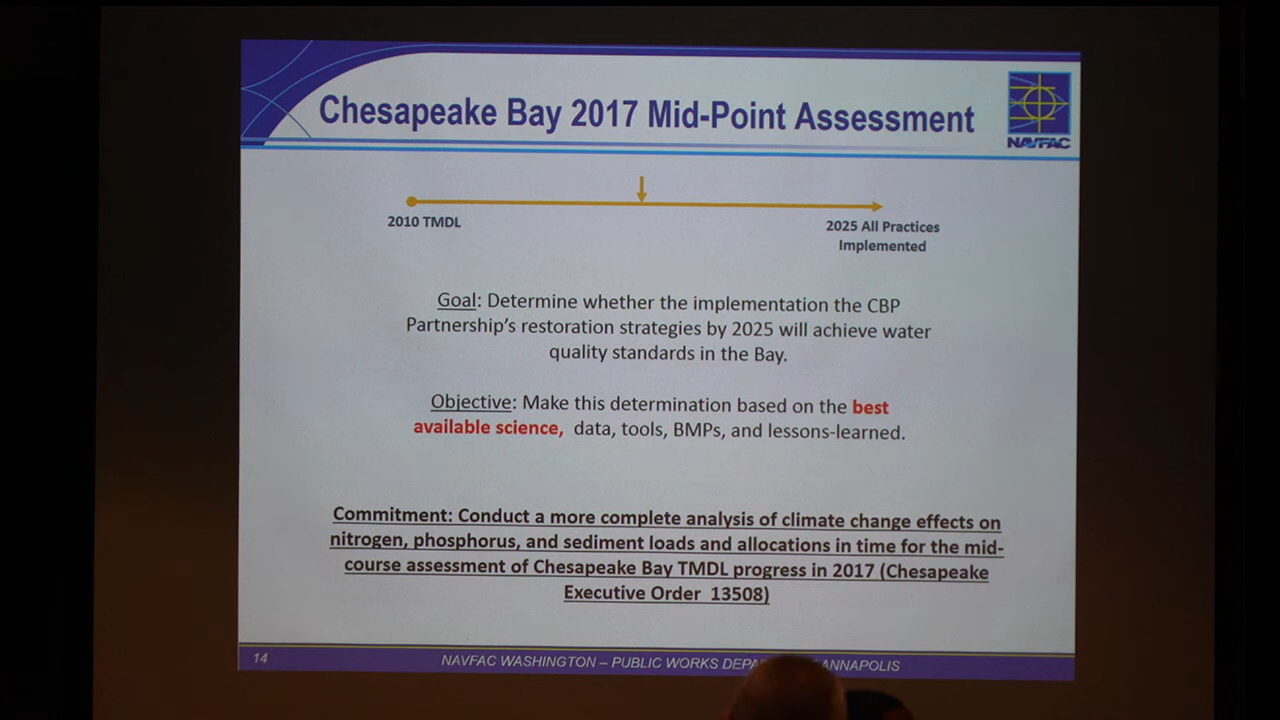 Chesapeake Bay 2017 Mid-Point Assessment
NAVFAC
2010 TMDL
2025 All Practices
Implemented
Goal: Determine whether the implementation the CBP
Partnership's restoration strategies by 2025 will achieve water
quality standards in the Bay.
Objective: Make this determination based on the best
available science, data, tools, BMPs, and lessons-learned.
Commitment: Conduct a more complete analysis of climate change effects on
nitrogen, phosphorus, and sediment loads and allocations in time for the mid-
course assessment of Chesapeake Bay TMDL progress in 2017 (Chesapeake
Executive Order 13508)
14
NAVFAC WASHINGTON – PUBLIC WORKS ANNAPOLIS